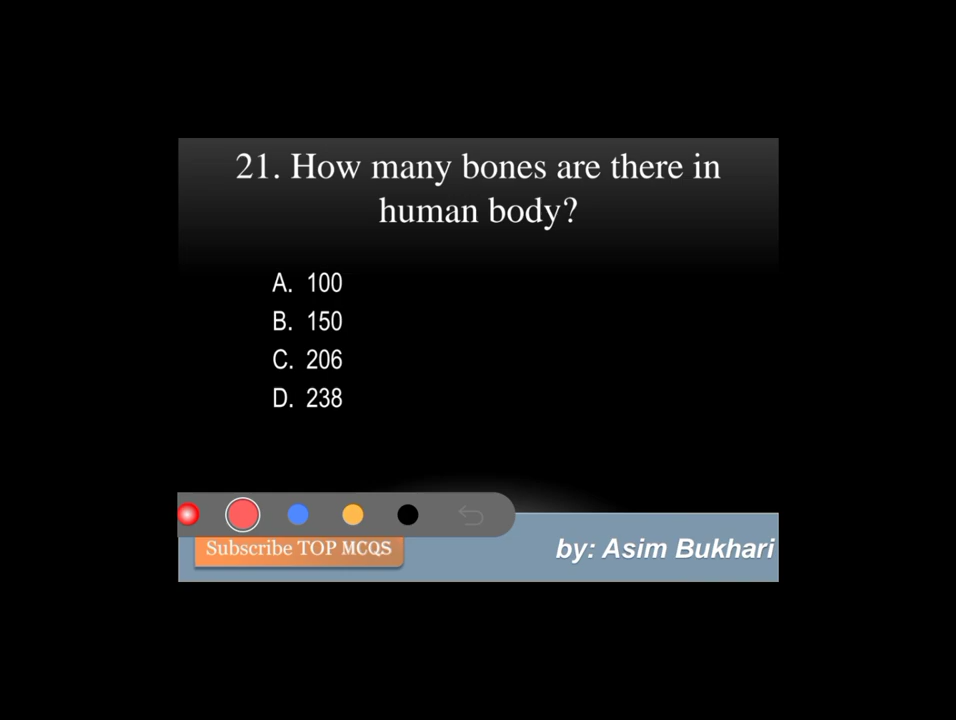 21. How many bones are there in
human body?
A. 100
B. 150
C. 206
D. 238
Subscribe TOP MCQS
by: Asim Bukhari